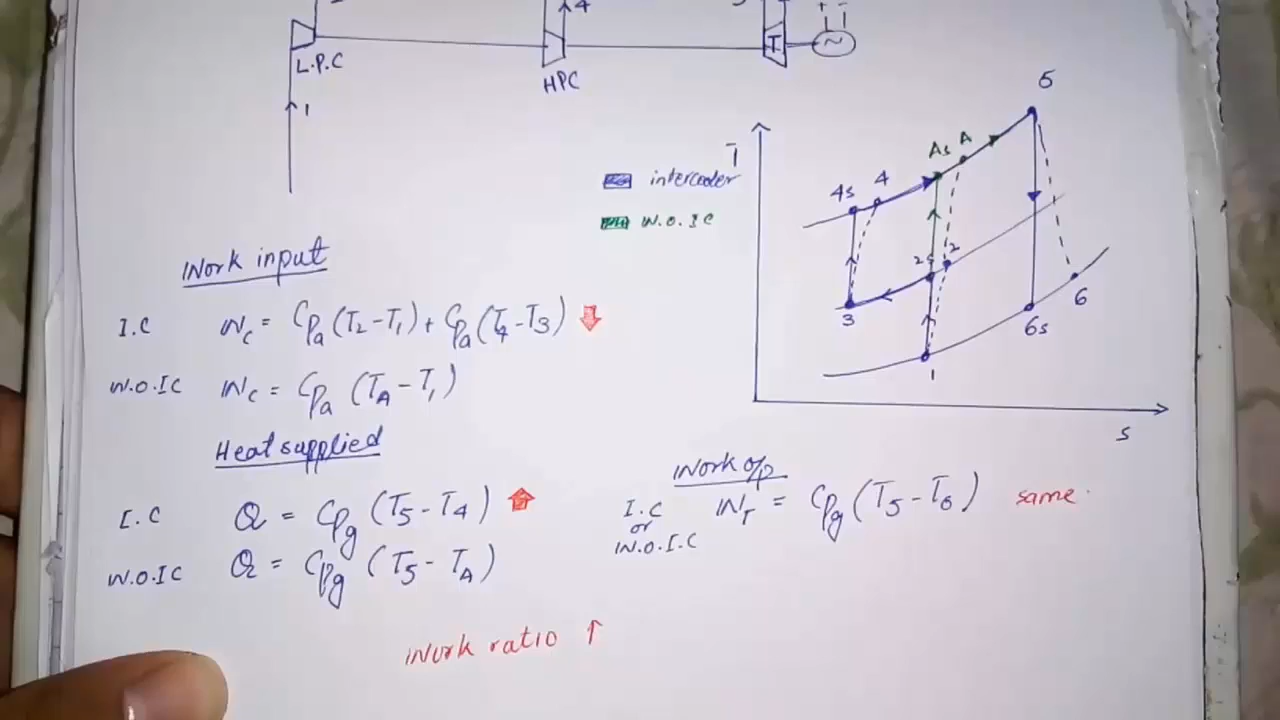 4
L.P.C
HPC
T
+ -
~
1
5
T
intercooler
W.O.IC
4s 4
As A
2s 2
3
6s 6
1
s
Work input
I.C Wc = Cpa (T2-T1) + Cpa (T4-T3)
W.O.IC Wc = Cpa (TA-T1)
Heat supplied
I.C Q = Cpg (T5-T4)
W.O.IC Q = Cpg (T5-TA)
Work o/p
I.C or W.O.I.C WT = Cpg (T5-T6) same
Work ratio ↑